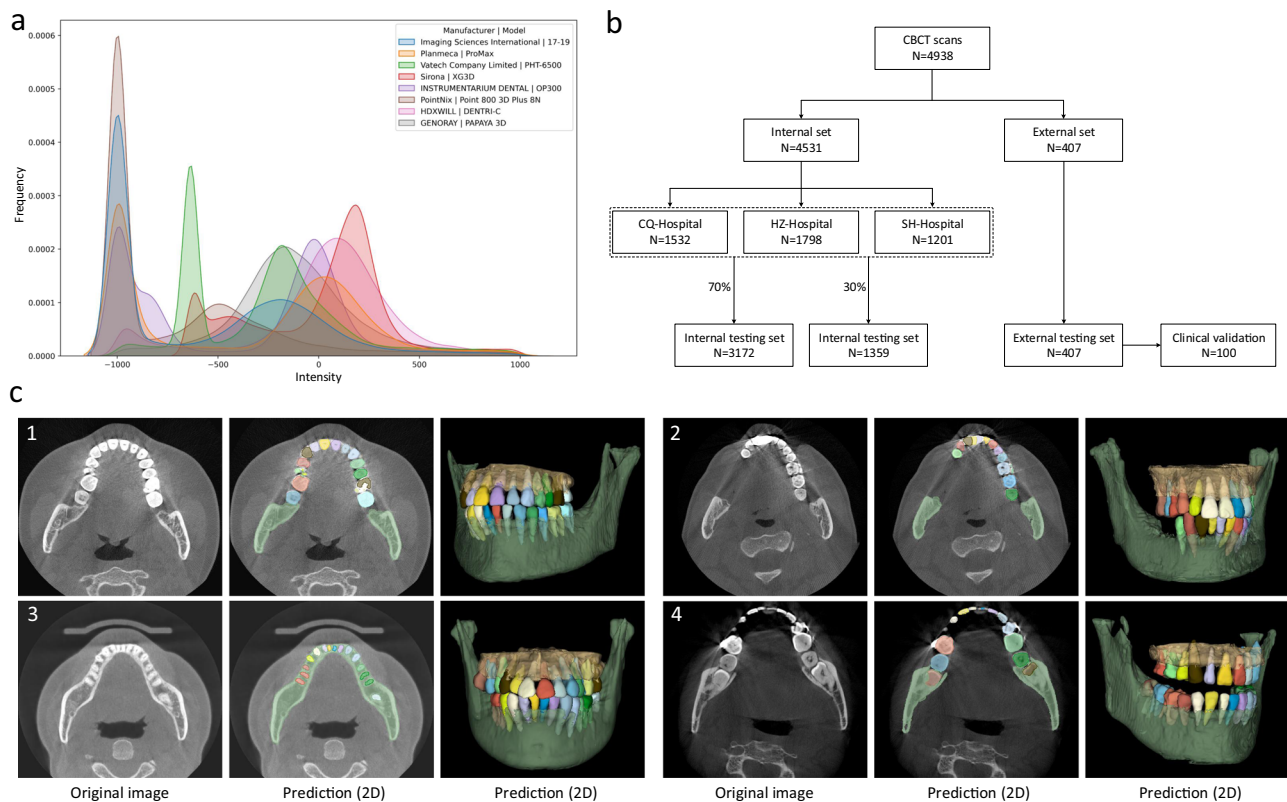 a
Manufacturer | Model
Imaging Sciences International | 17-19
Planmeca | ProMax
Vatech Company Limited | PHT-6500
Sirona | XG3D
INSTRUMENTARIUM DENTAL | OP300
PointNix | Point 800 3D Plus 8N
HDXWILL | DENTRI-C
GENORAY | PAPAYA 3D
Frequency
0.0006
0.0005
0.0004
0.0003
0.0002
0.0001
0.0000
−1000
−500
0
500
1000
Intensity
b
CBCT scans
N=4938
Internal set
N=4531
External set
N=407
CQ-Hospital
N=1532
HZ-Hospital
N=1798
SH-Hospital
N=1201
70%
30%
Internal testing set
N=3172
Internal testing set
N=1359
External testing set
N=407
Clinical validation
N=100
c
1
2
3
4
Original image
Prediction (2D)
Prediction (2D)
Original image
Prediction (2D)
Prediction (2D)